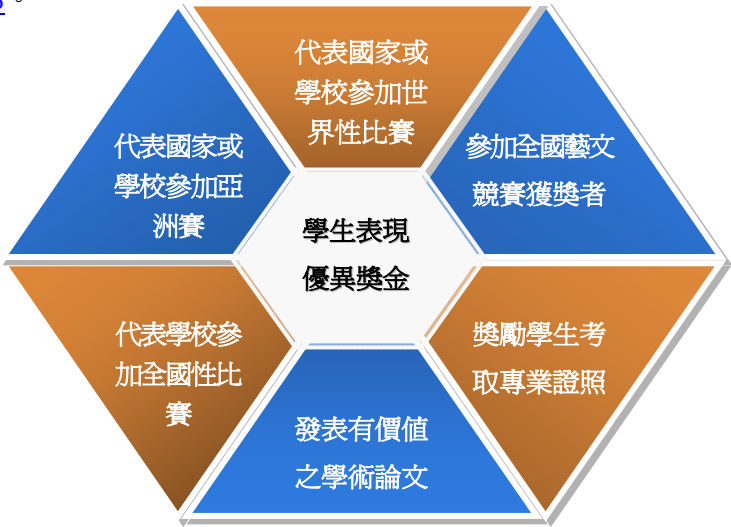 代表國家或
學校參加世
界性比賽
參加全國藝文
競賽獲獎者
獎勵學生考
取專業證照
發表有價值
之學術論文
代表學校參
加全國性比
賽
代表國家或
學校參加亞
洲賽
學生表現
優異獎金